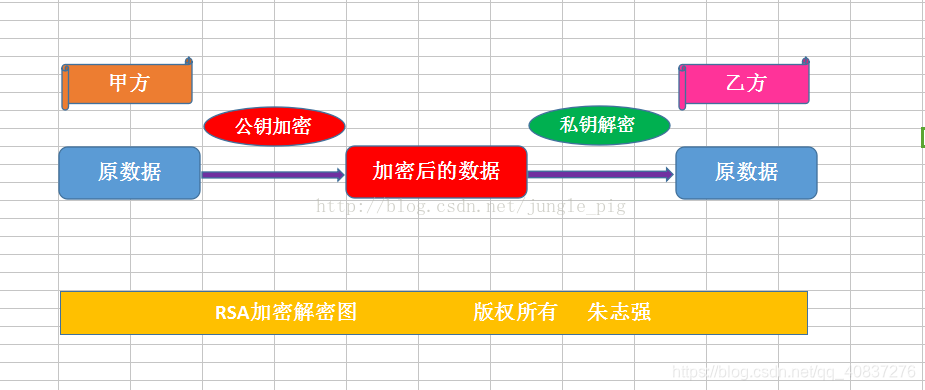 甲方
乙方
公钥加密
私钥解密
原数据
加密后的数据
原数据
http://blog.csdn.net/jungle_pig
RSA加密解密图 版权所有 朱志强
https://blog.csdn.net/qq_40837276